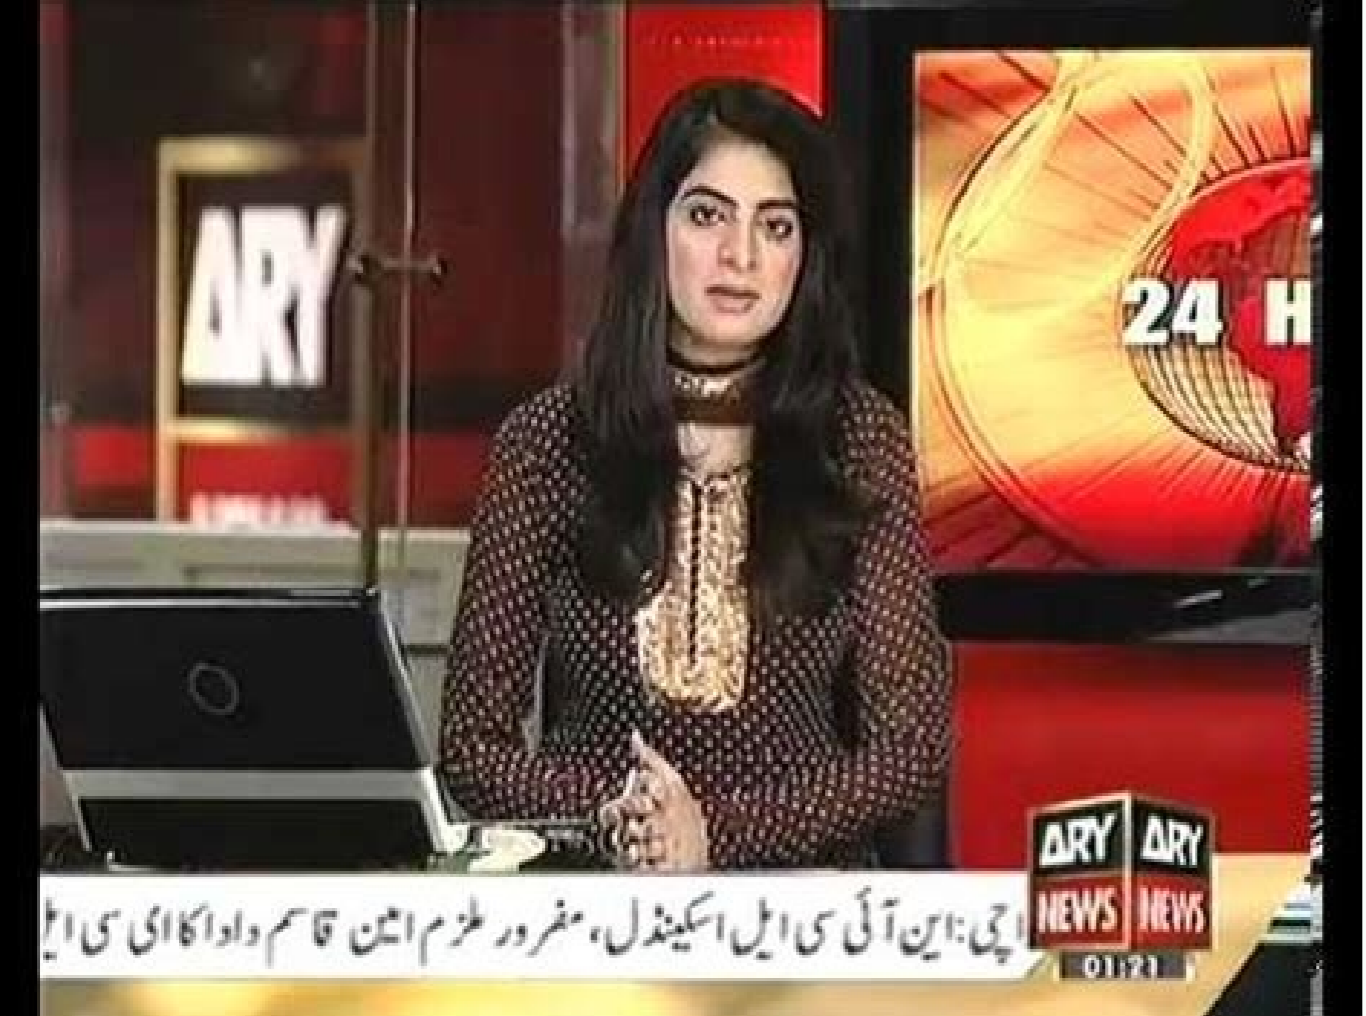 ARY
24 H
ARY ARY
NEWS NEWS
اچی:این آئی سی ایل اسکینڈل، مفرور ملزم امین قاسم دادا کا ای سی ایل
01:21